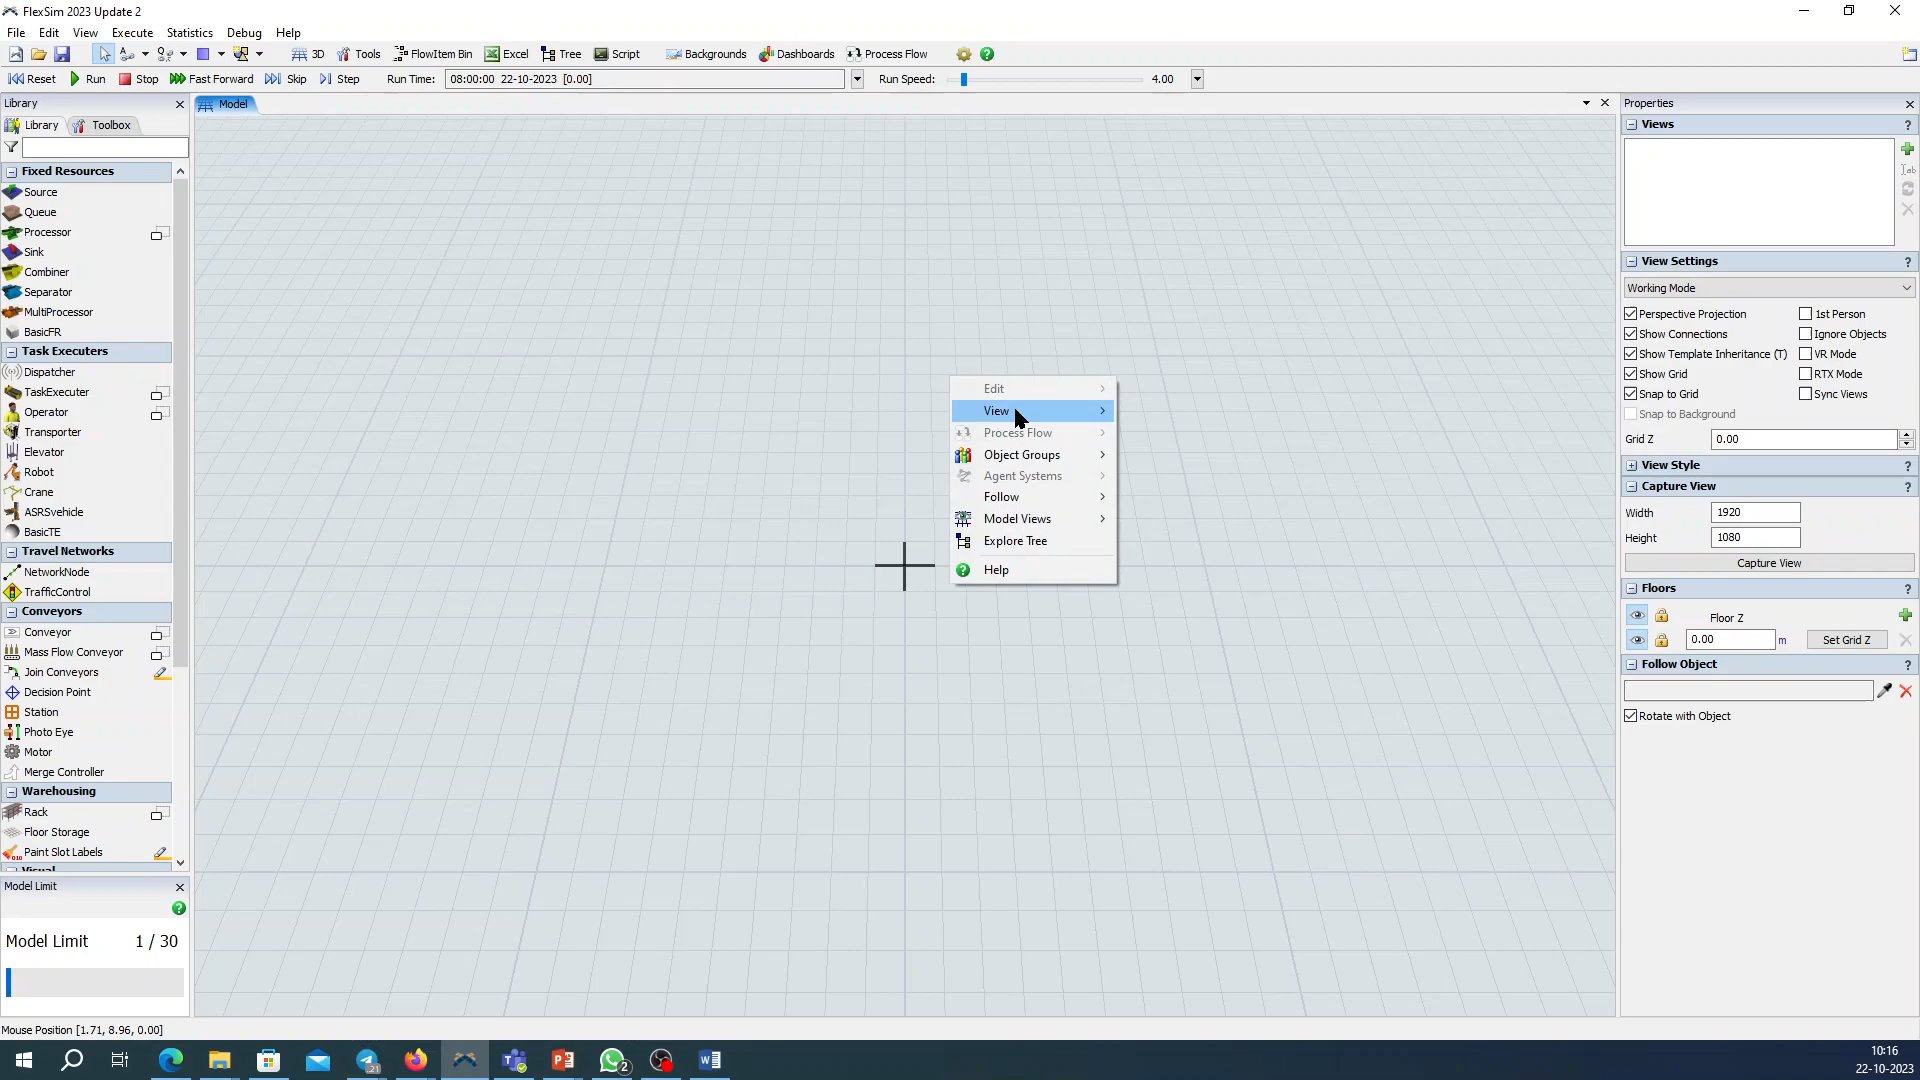 FlexSim 2023 Update 2
File Edit View Execute Statistics Debug Help
3D Tools FlowItem Bin Excel Tree Script Backgrounds Dashboards Process Flow
Reset Run Stop Fast Forward Skip Step Run Time: 08:00:00 22-10-2023 [0.00] Run Speed: 4.00
Library
Library Toolbox
Fixed Resources
Source
Queue
Processor
Sink
Combiner
Separator
MultiProcessor
BasicFR
Task Executers
Dispatcher
TaskExecuter
Operator
Transporter
Elevator
Robot
Crane
ASRSvehicle
BasicTE
Travel Networks
NetworkNode
TrafficControl
Conveyors
Conveyor
Mass Flow Conveyor
Join Conveyors
Decision Point
Station
Photo Eye
Motor
Merge Controller
Warehousing
Rack
Floor Storage
Paint Slot Labels
Visual
Model Limit
Model Limit 1 / 30
Mouse Position [1.71, 8.96, 0.00]
Model
Edit
View
Process Flow
Object Groups
Agent Systems
Follow
Model Views
Explore Tree
Help
Properties
Views
View Settings
Working Mode
Perspective Projection 1st Person
Show Connections Ignore Objects
Show Template Inheritance (T) VR Mode
Show Grid RTX Mode
Snap to Grid Sync Views
Snap to Background
Grid Z 0.00
View Style
Capture View
Width 1920
Height 1080
Capture View
Floors
Floor Z
0.00 m Set Grid Z
Follow Object
Rotate with Object
10:16
22-10-2023